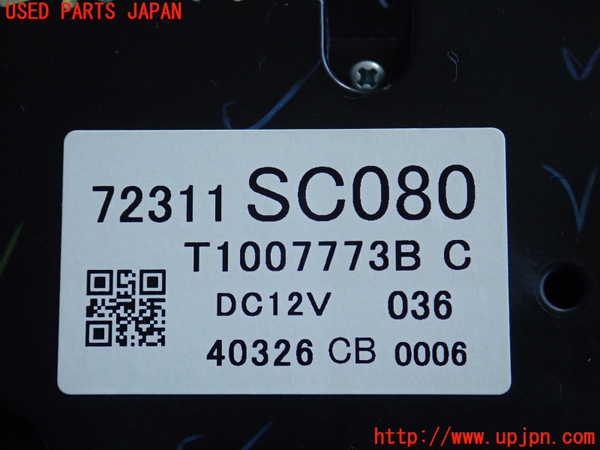 USED PARTS JAPAN
72311 SC080
T1007773B C
DC12V 036
40326 CB 0006
http://www.upjpn.com/